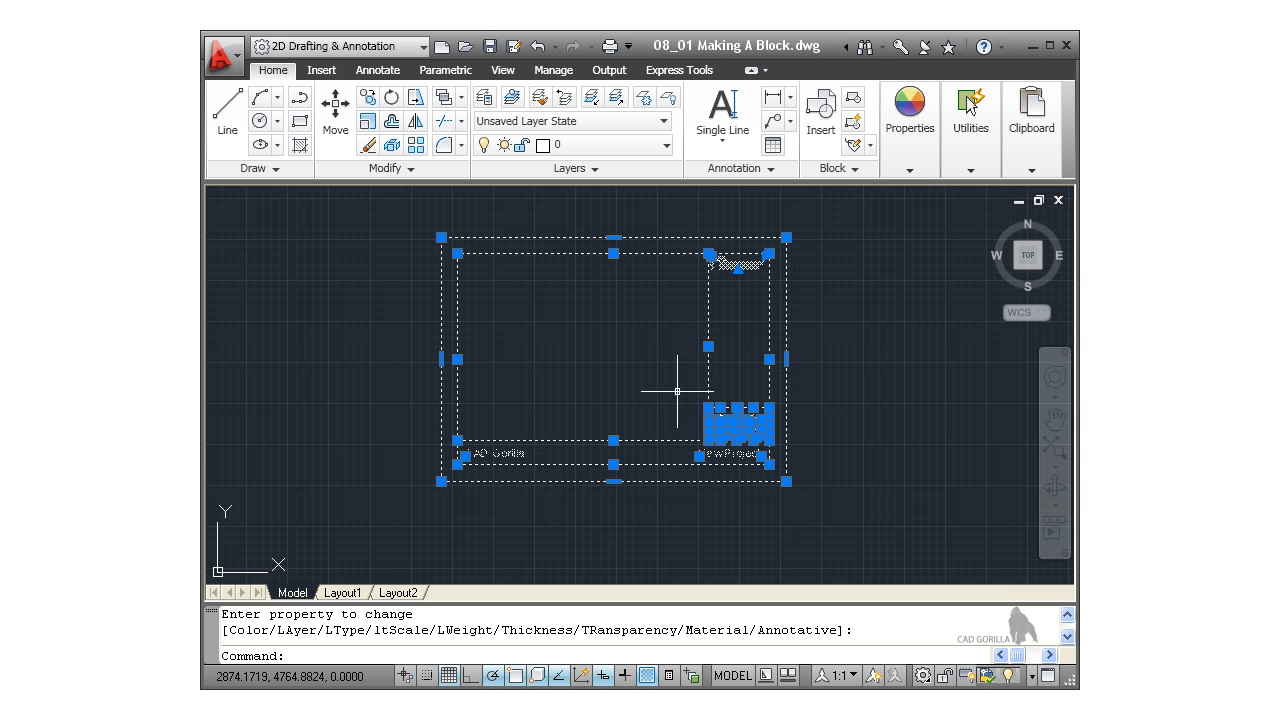 2D Drafting & Annotation
08_01 Making A Block.dwg
Home Insert Annotate Parametric View Manage Output Express Tools
Unsaved Layer State
0
Line
Move
Single Line
Insert
Properties
Utilities
Clipboard
Draw
Modify
Layers
Annotation
Block
N
W TOP E
S
WCS
AD Gorilla
Y
X
Model Layout1 Layout2
Enter property to change
[Color/LAyer/LType/ltScale/LWeight/Thickness/TRansparency/Material/Annotative]:
CAD GORILLA
Command:
2874.1719, 4764.8824, 0.0000
MODEL
1:1